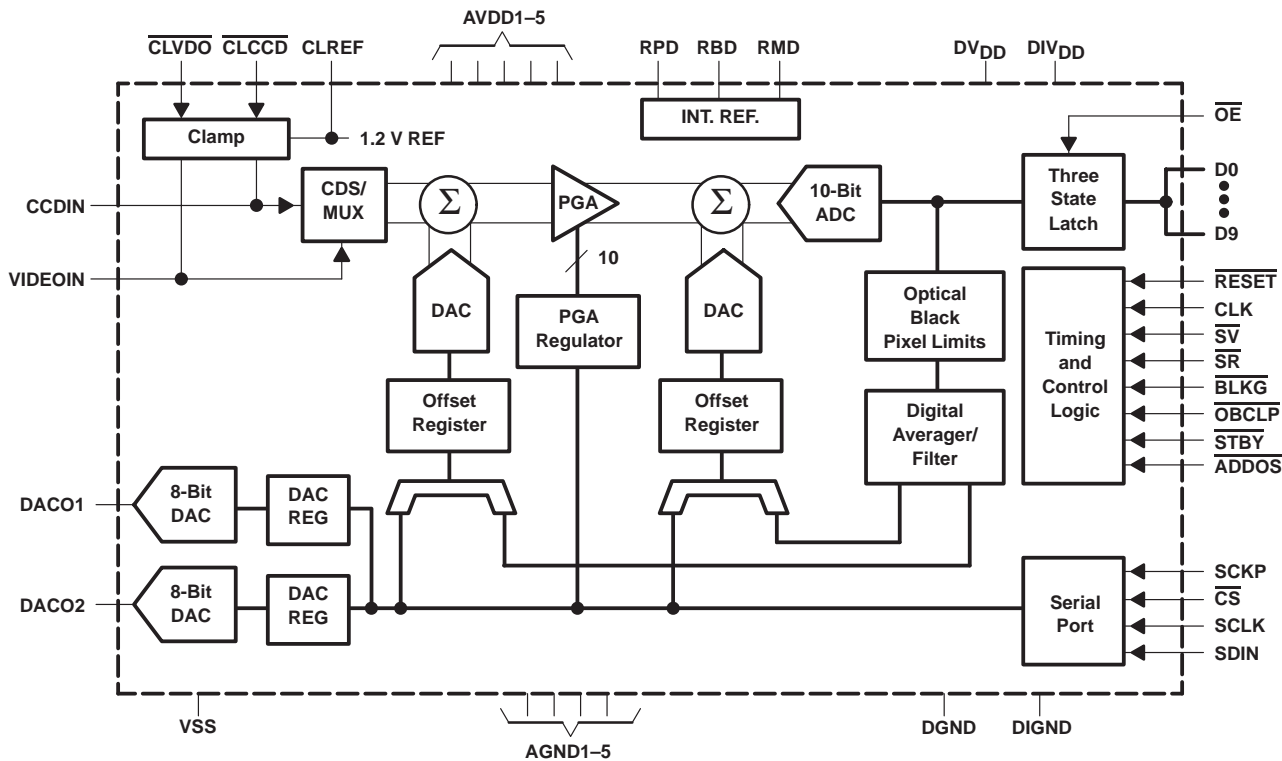 AVDD1–5
CLVDO CLCCD CLREF
RPD RBD RMD
DVDD DIVDD
INT. REF.
OE
Clamp
1.2 V REF
CCDIN
CDS/
MUX
Σ
PGA
Σ
10-Bit
ADC
Three
State
Latch
D0
D9
VIDEOIN
10
DAC
PGA
Regulator
DAC
Optical
Black
Pixel Limits
Timing
and
Control
Logic
RESET
CLK
SV
SR
BLKG
OBCLP
STBY
ADDOS
Offset
Register
Offset
Register
Digital
Averager/
Filter
DACO1
8-Bit
DAC
DAC
REG
DACO2
8-Bit
DAC
DAC
REG
Serial
Port
SCKP
CS
SCLK
SDIN
VSS
AGND1–5
DGND
DIGND